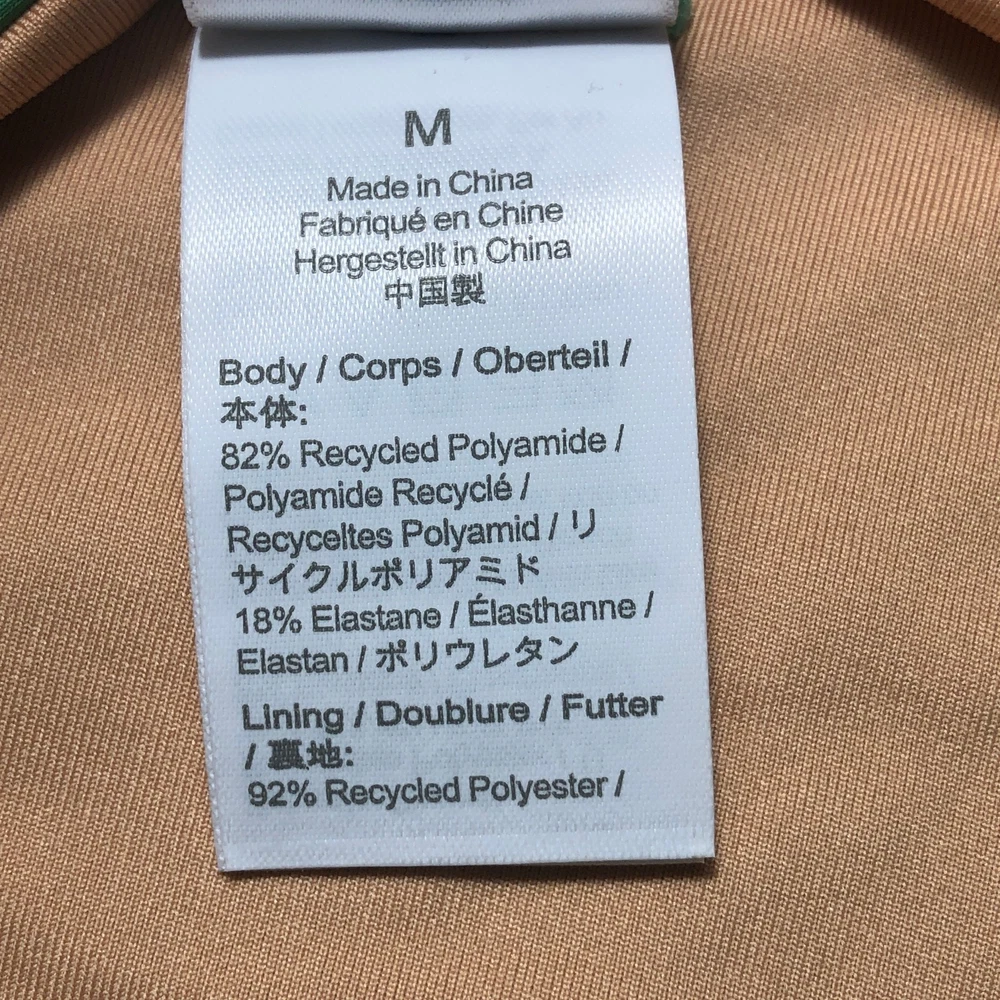 M
Made in China
Fabriqué en Chine
Hergestellt in China
中国製
Body / Corps / Oberteil /
本体:
82% Recycled Polyamide /
Polyamide Recyclé /
Recyceltes Polyamid / リ
サイクルポリアミド
18% Elastane / Élasthanne /
Elastan / ポリウレタン
Lining / Doublure / Futter
/ 裏地:
92% Recycled Polyester /